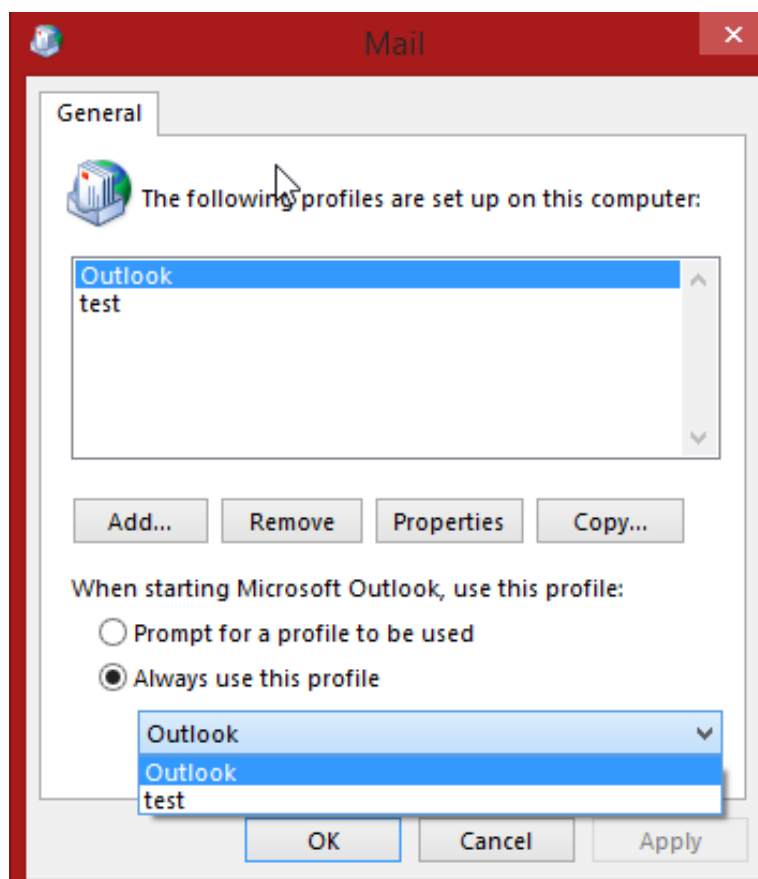 Mail
General
The following profiles are set up on this computer:
Outlook
test
Add... Remove Properties Copy...
When starting Microsoft Outlook, use this profile:
Prompt for a profile to be used
Always use this profile
Outlook
Outlook
test
OK Cancel Apply